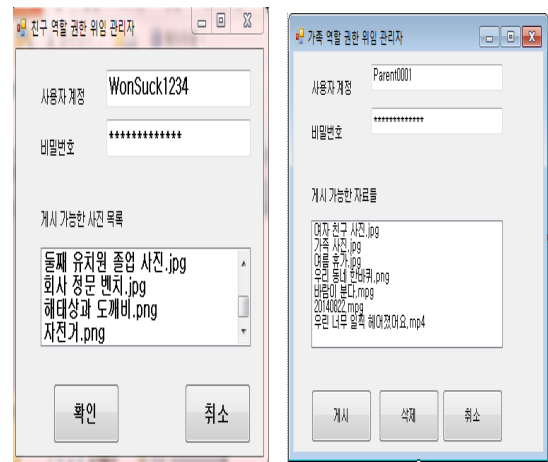 친구 역할 권한 위임 관리자
사용자 계정
WonSuck1234
비밀번호
*************
게시 가능한 사진 목록
둘째 유치원 졸업 사진.jpg
회사 정문 벤치.jpg
해태상과 도깨비.png
자전거.png
확인
취소
가족 역할 권한 위임 관리자
사용자 계정
Parent0001
비밀번호
*************
게시 가능한 자료들
여자 친구 사진.jpg
가족 사진.jpg
여름 휴가.jpg
우리 동네 한바퀴.png
바람이 분다.mpg
20140822.mpg
우린 너무 일찍 헤어졌어요.mp4
게시
삭제
취소